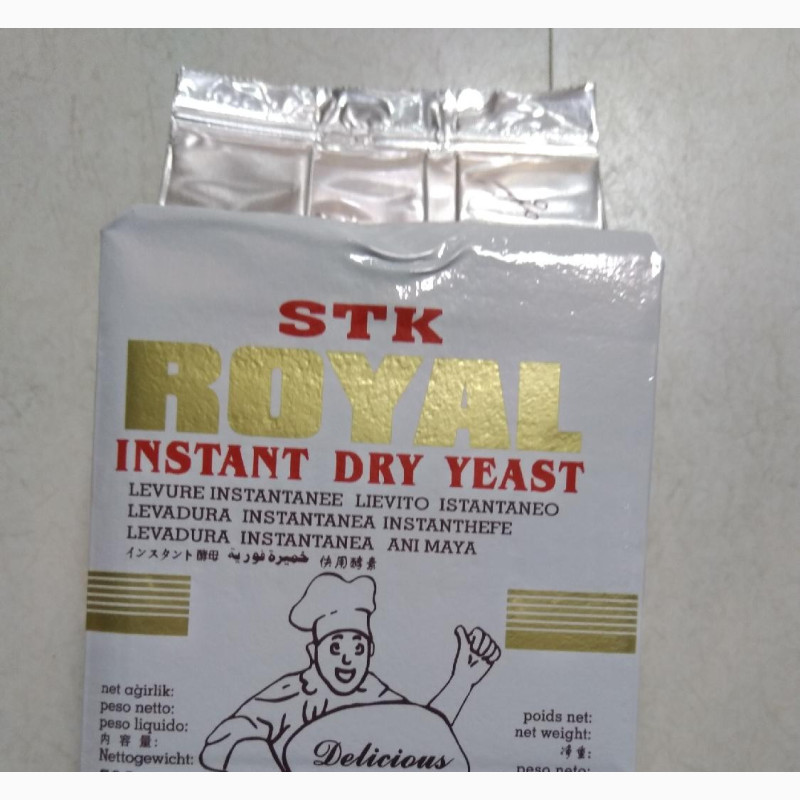 STK
ROYAL
INSTANT DRY YEAST
LEVURE INSTANTANEE LIEVITO ISTANTANEO
LEVADURA INSTANTANEA INSTANTHEFE
LEVADURA INSTANTANEA ANI MAYA
インスタント酵母 خميرة فورية 快用酵素
net ağirlik:
peso netto:
peso liquido:
内容量:
Nettogewicht:
poids net:
net weight:
净重:
peso neto:
Delicious